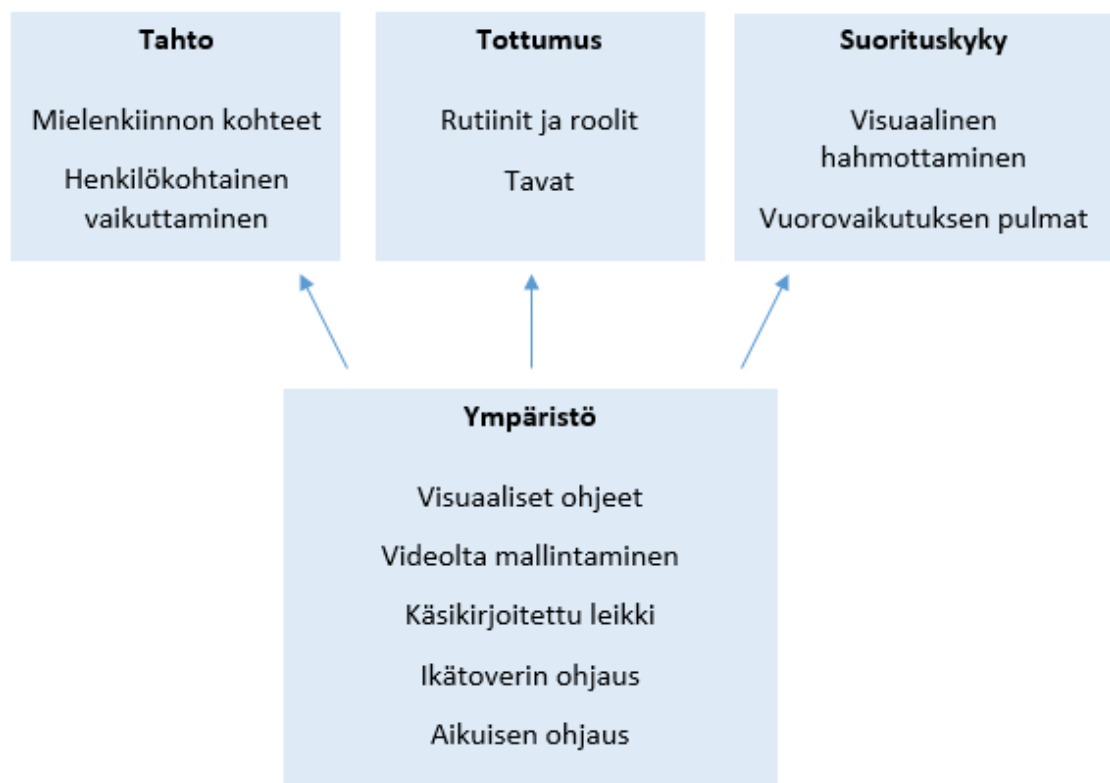 Tahto
Mielenkiinnon kohteet
Henkilökohtainen
vaikuttaminen
Tottumus
Rutiinit ja roolit
Tavat
Suorituskyky
Visuaalinen
hahmottaminen
Vuorovaikutuksen pulmat
Ympäristö
Visuaaliset ohjeet
Videolta mallintaminen
Käsikirjoitettu leikki
Ikätoverin ohjaus
Aikuisen ohjaus